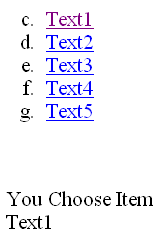 c. Text1
d. Text2
e. Text3
f. Text4
g. Text5
You Choose Item
Text1